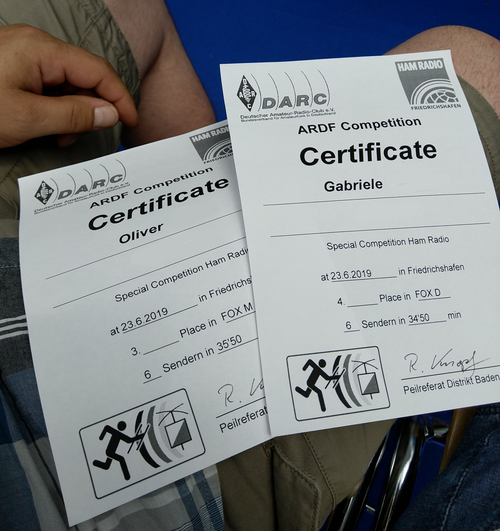 DARC
Deutscher Amateur-Radio-Club e.V.
HAM RADIO
FRIEDRICHSHAFEN
ARDF Competition
Certificate
Gabriele
Special Competition Ham Radio
at 23.6.2019 in Friedrichshafen
4. Place in FOX D
6 Sendern in 34'50 min
Peilreferat Distrikt Baden
DARC
HAM RADIO
ARDF Competition
Certificate
Oliver
Special Competition Ham Radio
at 23.6.2019 in Friedrichs
3. Place in FOX M
6 Sendern in 35'50
Peilreferat